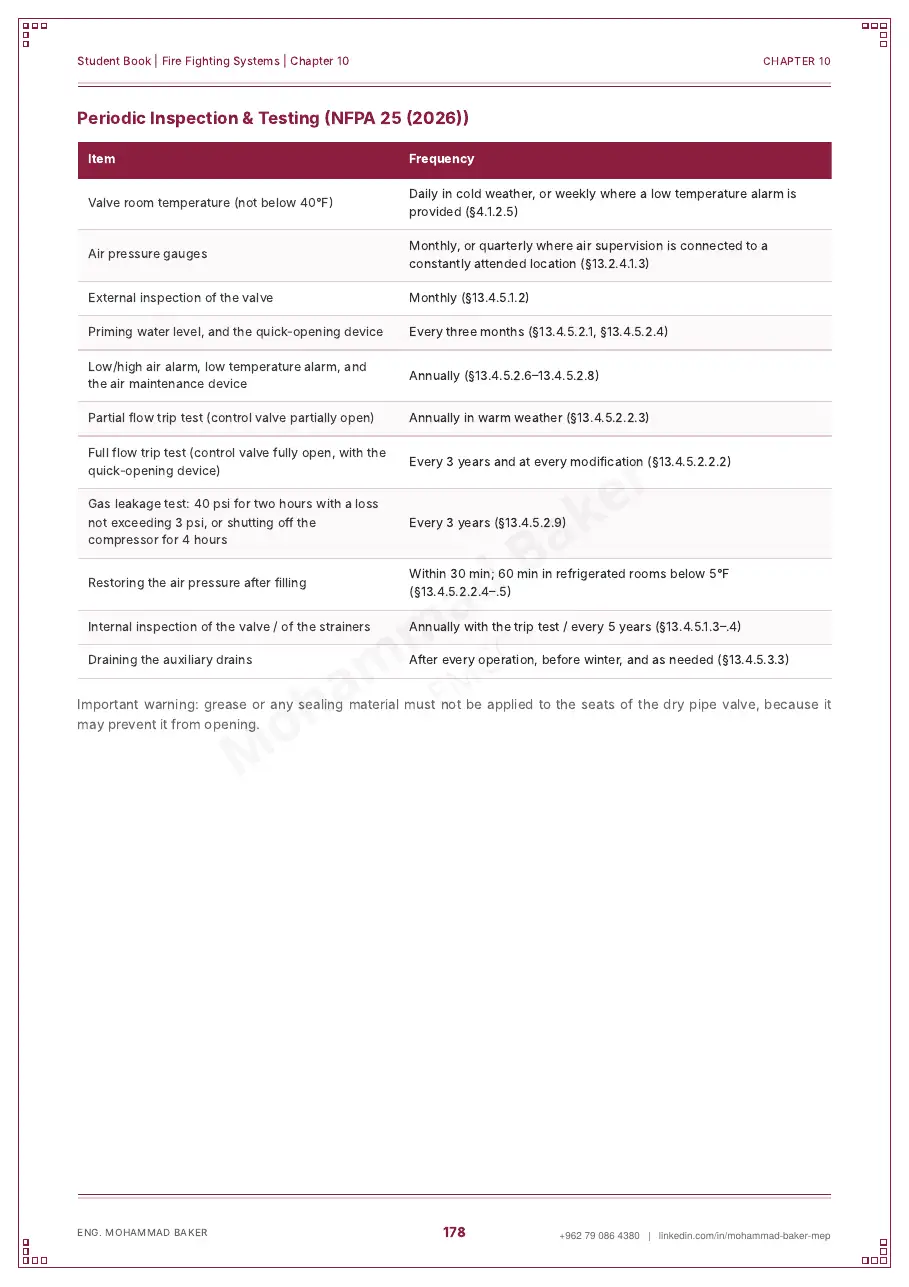 Student Book | Fire Fighting Systems | Chapter 10
CHAPTER 10
Periodic Inspection & Testing (NFPA 25 (2026))
Item
Frequency
Valve room temperature (not below 40°F)
Daily in cold weather, or weekly where a low temperature alarm is
provided (§4.1.2.5)
Air pressure gauges
Monthly, or quarterly where air supervision is connected to a
constantly attended location (§13.2.4.1.3)
External inspection of the valve
Monthly (§13.4.5.1.2)
Priming water level, and the quick-opening device
Every three months (§13.4.5.2.1, §13.4.5.2.4)
Low/high air alarm, low temperature alarm, and
the air maintenance device
Annually (§13.4.5.2.6–13.4.5.2.8)
Partial flow trip test (control valve partially open)
Annually in warm weather (§13.4.5.2.2.3)
Full flow trip test (control valve fully open, with the
quick-opening device)
Every 3 years and at every modification (§13.4.5.2.2.2)
Gas leakage test: 40 psi for two hours with a loss
not exceeding 3 psi, or shutting off the
compressor for 4 hours
Every 3 years (§13.4.5.2.9)
Restoring the air pressure after filling
Within 30 min; 60 min in refrigerated rooms below 5°F
(§13.4.5.2.2.4–.5)
Internal inspection of the valve / of the strainers
Annually with the trip test / every 5 years (§13.4.5.1.3–.4)
Draining the auxiliary drains
After every operation, before winter, and as needed (§13.4.5.3.3)
Important warning: grease or any sealing material must not be applied to the seats of the dry pipe valve, because it
may prevent it from opening.
Mohammad Baker
ENG. MOHAMMAD BAKER
178
+962 79 086 4380 | linkedin.com/in/mohammad-baker-mep